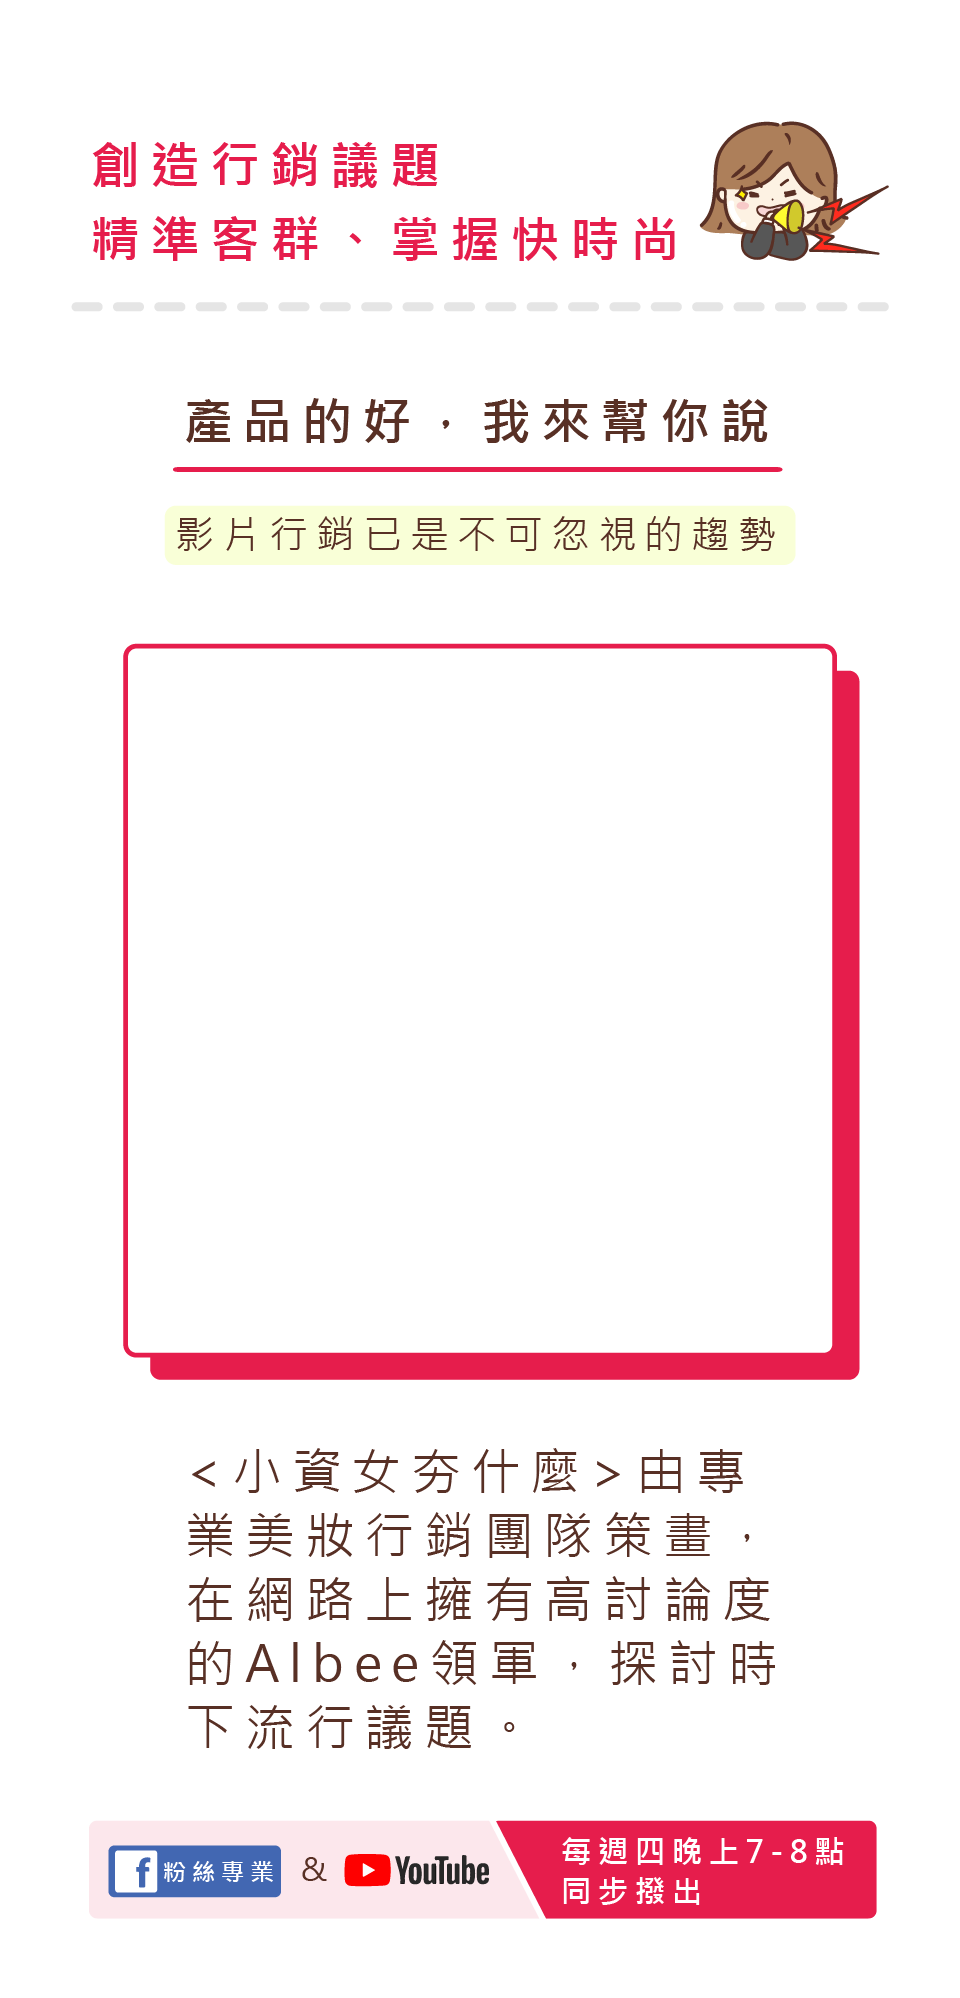 創造行銷議題
精準客群、掌握快時尚
產品的好，我來幫你說
影片行銷已是不可忽視的趨勢
<小資女夯什麼>由專
業美妝行銷團隊策畫，
在網路上擁有高討論度
的Albee領軍，探討時
下流行議題。
f 粉絲專業 & YouTube
每週四晚上7-8點
同步撥出